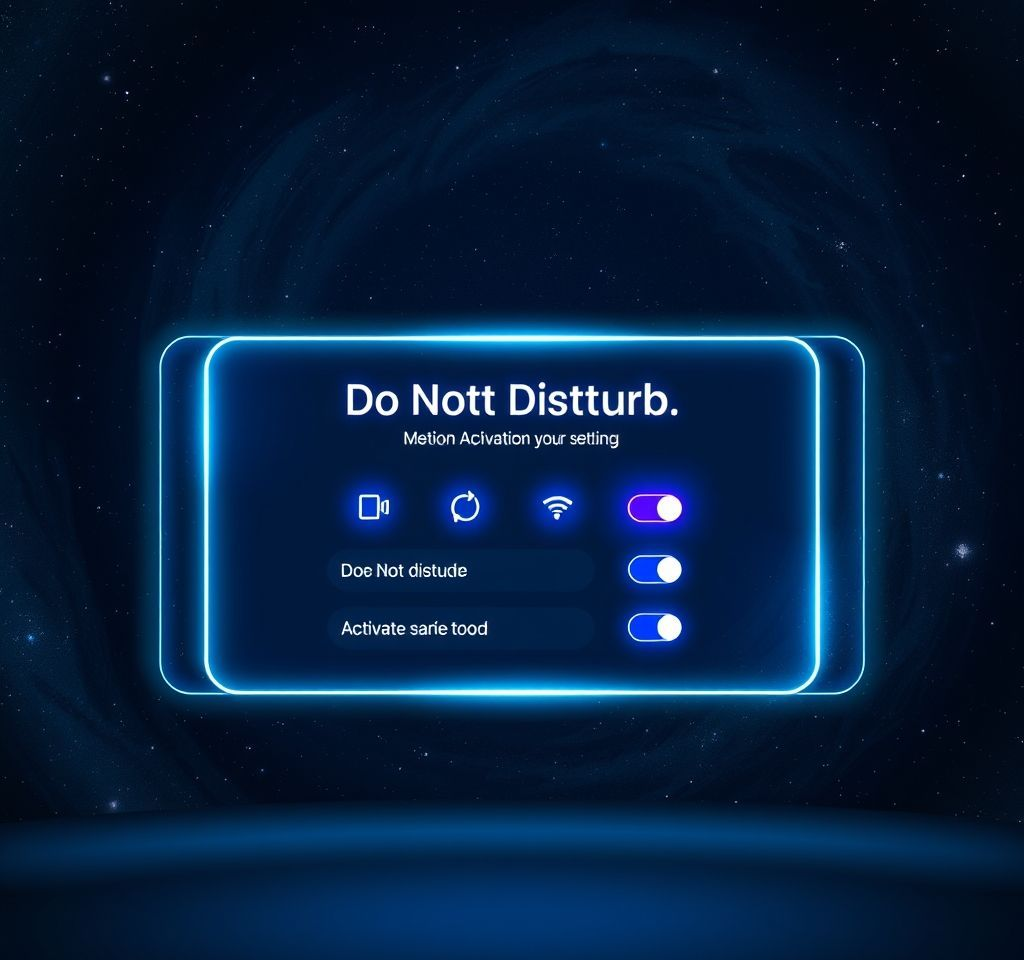 Do Nott Distturb.
Metion Acivation your setting
Doe Not distude
Activate sarie tood